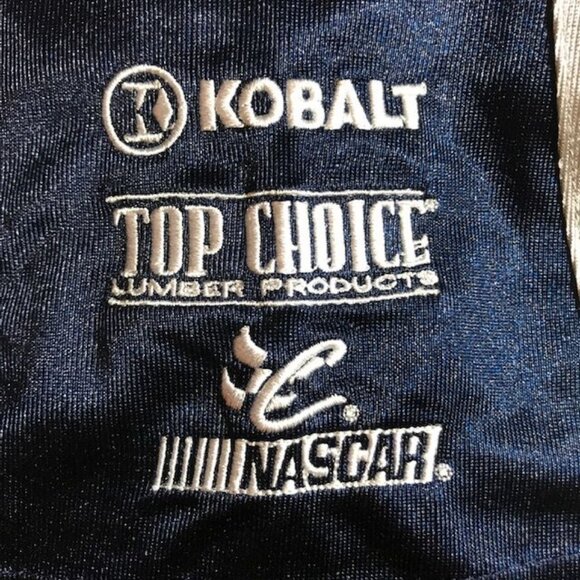 K KOBALT
TOP CHOICE®
LUMBER PRODUCTS
C®
NASCAR®